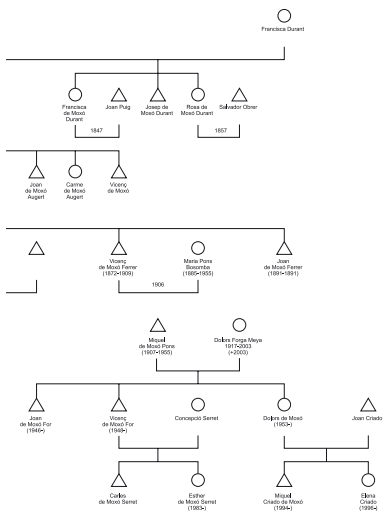 Francisca Durant
Francisca
de Moxó
Durant
Joan Puig
Josep de
Moxó Durant
Rosa de
Moxó Durant
Salvador Obrer
1847
1857
Joan
de Moxó
Augert
Carme
de Moxó
Augert
Vicenç
de Moxó
Vicenç
de Moxó Ferrer
(1872-1909)
Maria Pons
Bosomba
(1885-1955)
Joan
de Moxó Ferrer
(1891-1891)
1906
Miquel
de Moxó Pons
(1907-1955)
Dolors Forga Meya
1917-2003
(+2003)
Joan
de Moxó For
(1946-)
Vicenç
de Moxó For
(1948-)
Concepció Serret
Dolors de Moxó
(1953-)
Joan Criado
Carles
de Moxó Serret
Esther
de Moxó Serret
(1983-)
Miquel
Criado de Moxó
(1994-)
Elena
Criado
(1996-)